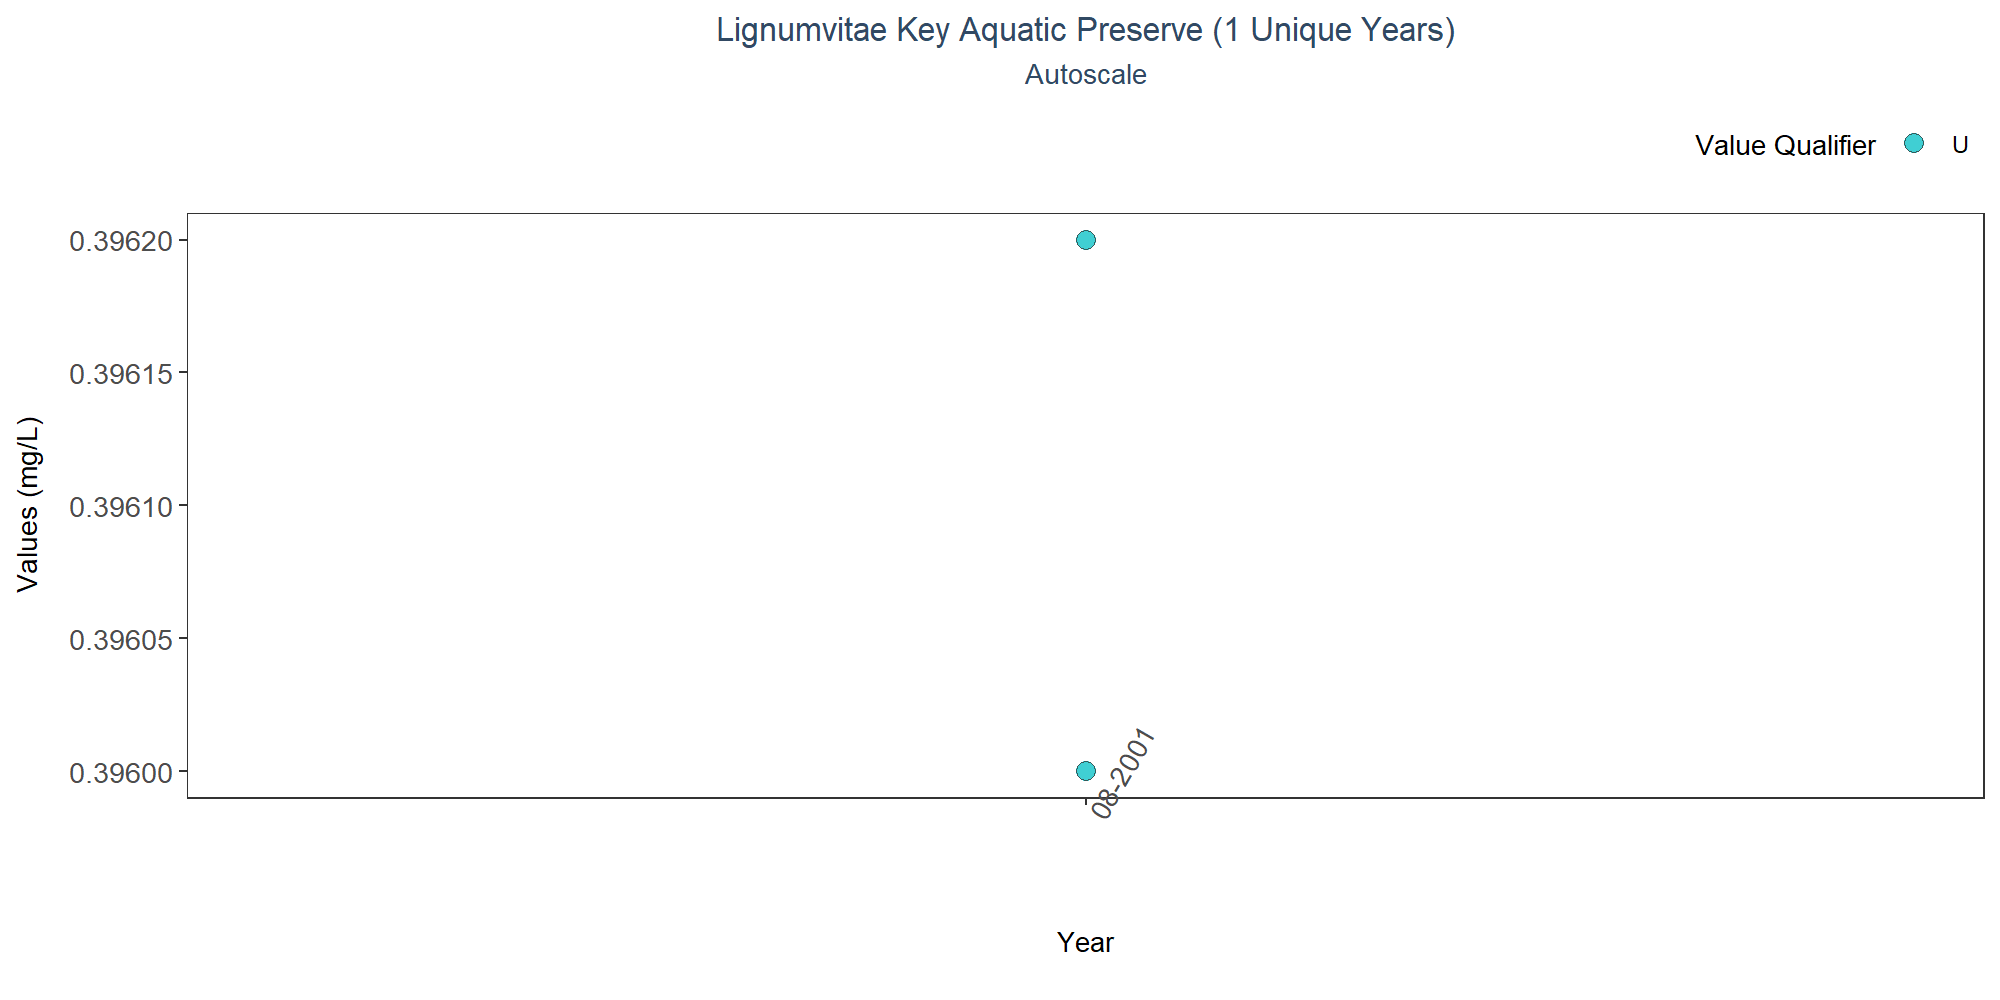 Lignumvitae Key Aquatic Preserve (1 Unique Years)
Autoscale
Value Qualifier U
0.39620
0.39615
0.39610
0.39605
0.39600
Values (mg/L)
08-2001
Year